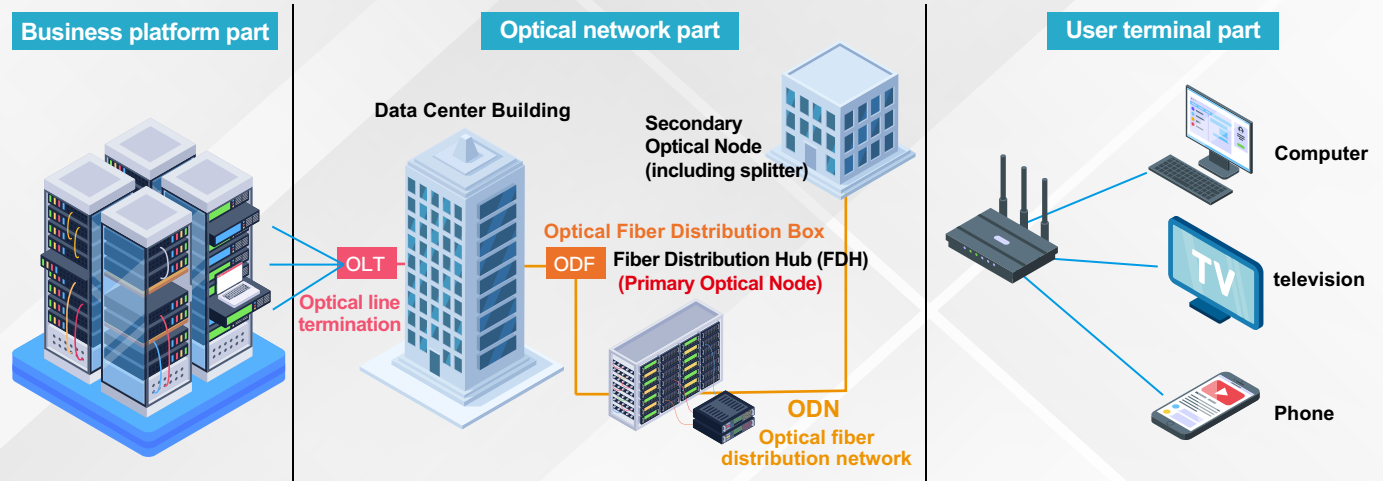 Business platform part
Optical network part
User terminal part
Data Center Building
Secondary
Optical Node
(including splitter)
Computer
Optical Fiber Distribution Box
OLT
ODF
Fiber Distribution Hub (FDH)
(Primary Optical Node)
Optical line
termination
TV
television
ODN
Optical fiber
distribution network
Phone